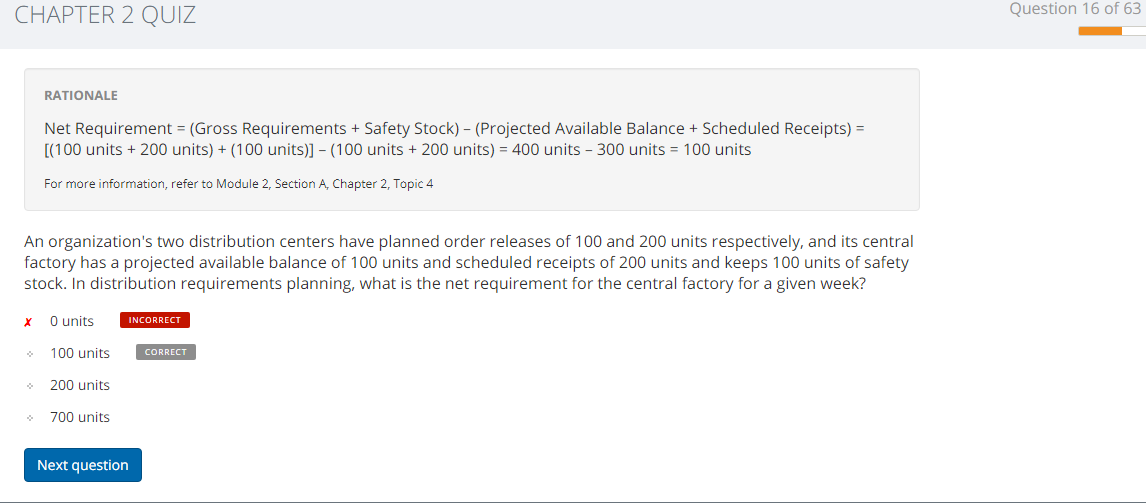 CHAPTER 2 QUIZ
Question 16 of 63
RATIONALE
Net Requirement = (Gross Requirements + Safety Stock) – (Projected Available Balance + Scheduled Receipts) =
[(100 units + 200 units) + (100 units)] – (100 units + 200 units) = 400 units – 300 units = 100 units
For more information, refer to Module 2, Section A, Chapter 2, Topic 4
An organization's two distribution centers have planned order releases of 100 and 200 units respectively, and its central
factory has a projected available balance of 100 units and scheduled receipts of 200 units and keeps 100 units of safety
stock. In distribution requirements planning, what is the net requirement for the central factory for a given week?
✗ 0 units INCORRECT
100 units CORRECT
200 units
700 units
Next question